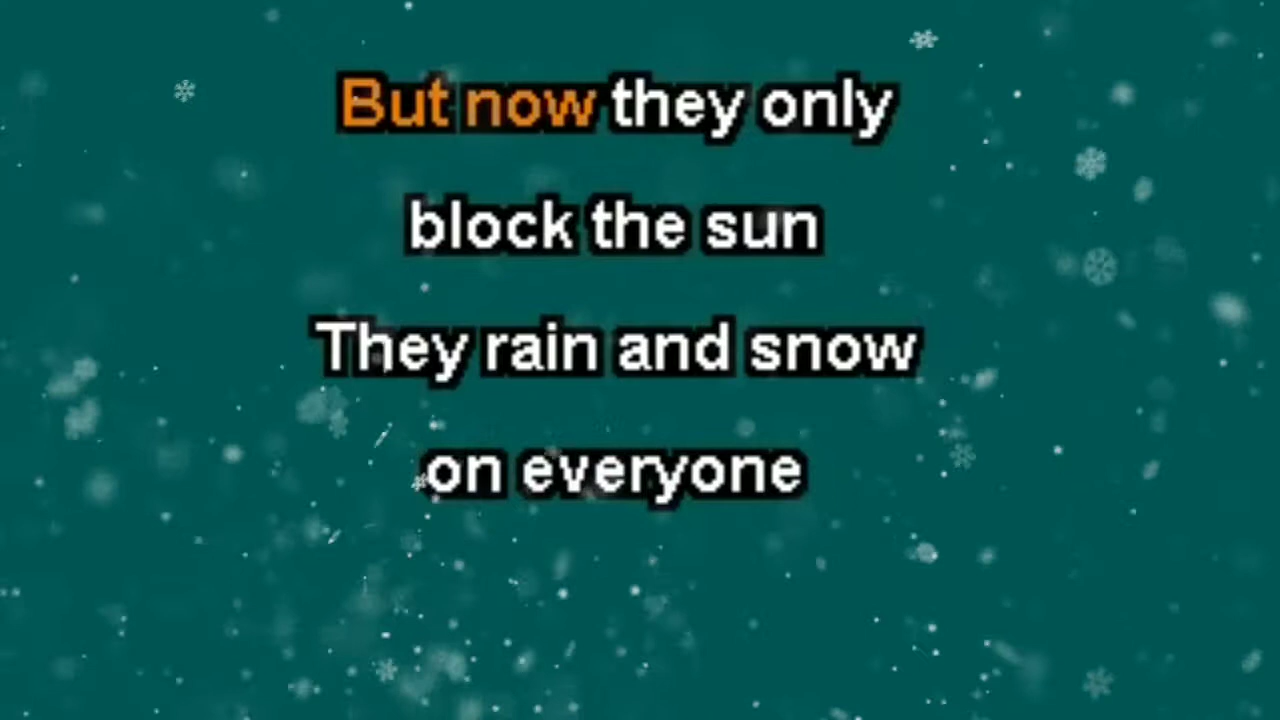 But now they only
block the sun
They rain and snow
on everyone